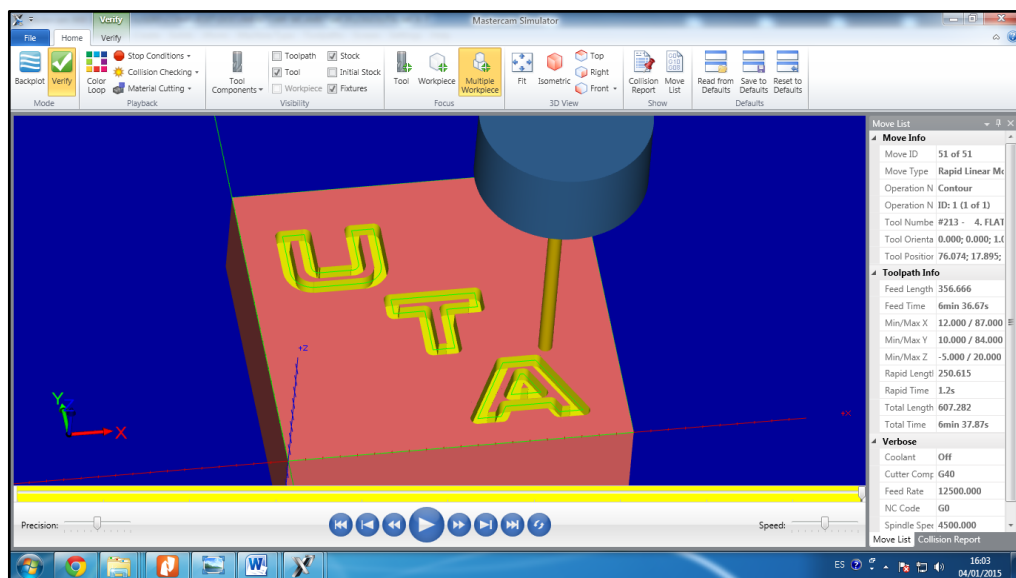 Verify
Mastercam Simulator
File Home Verify
Backplot Verify Color Loop Stop Conditions Collision Checking Material Cutting
Mode Playback
Tool Components Toolpath Stock Tool Initial Stock Workpiece Fixtures
Visibility
Tool Workpiece Multiple Workpiece
Focus
Fit Isometric Top Right Front
3D View
Collision Report Move List
Show
Read from Defaults Save to Defaults Reset to Defaults
Defaults
Move List
Move Info
Move ID 51 of 51
Move Type Rapid Linear Mo
Operation N Contour
Operation N ID: 1 (1 of 1)
Tool Numbe #213 - 4. FLAT
Tool Orienta 0.000; 0.000; 1.0
Tool Position 76.074; 17.895;
Toolpath Info
Feed Length 356.666
Feed Time 6min 36.67s
Min/Max X 12.000 / 87.000
Min/Max Y 10.000 / 84.000
Min/Max Z -5.000 / 20.000
Rapid Lengtl 250.615
Rapid Time 1.2s
Total Length 607.282
Total Time 6min 37.87s
Verbose
Coolant Off
Cutter Comp G40
Feed Rate 12500.000
NC Code G0
Spindle Spee 4500.000
Move List Collision Report
U
T
A
+Z
+X
Y
X
Precision: Speed:
ES 16:03
04/01/2015